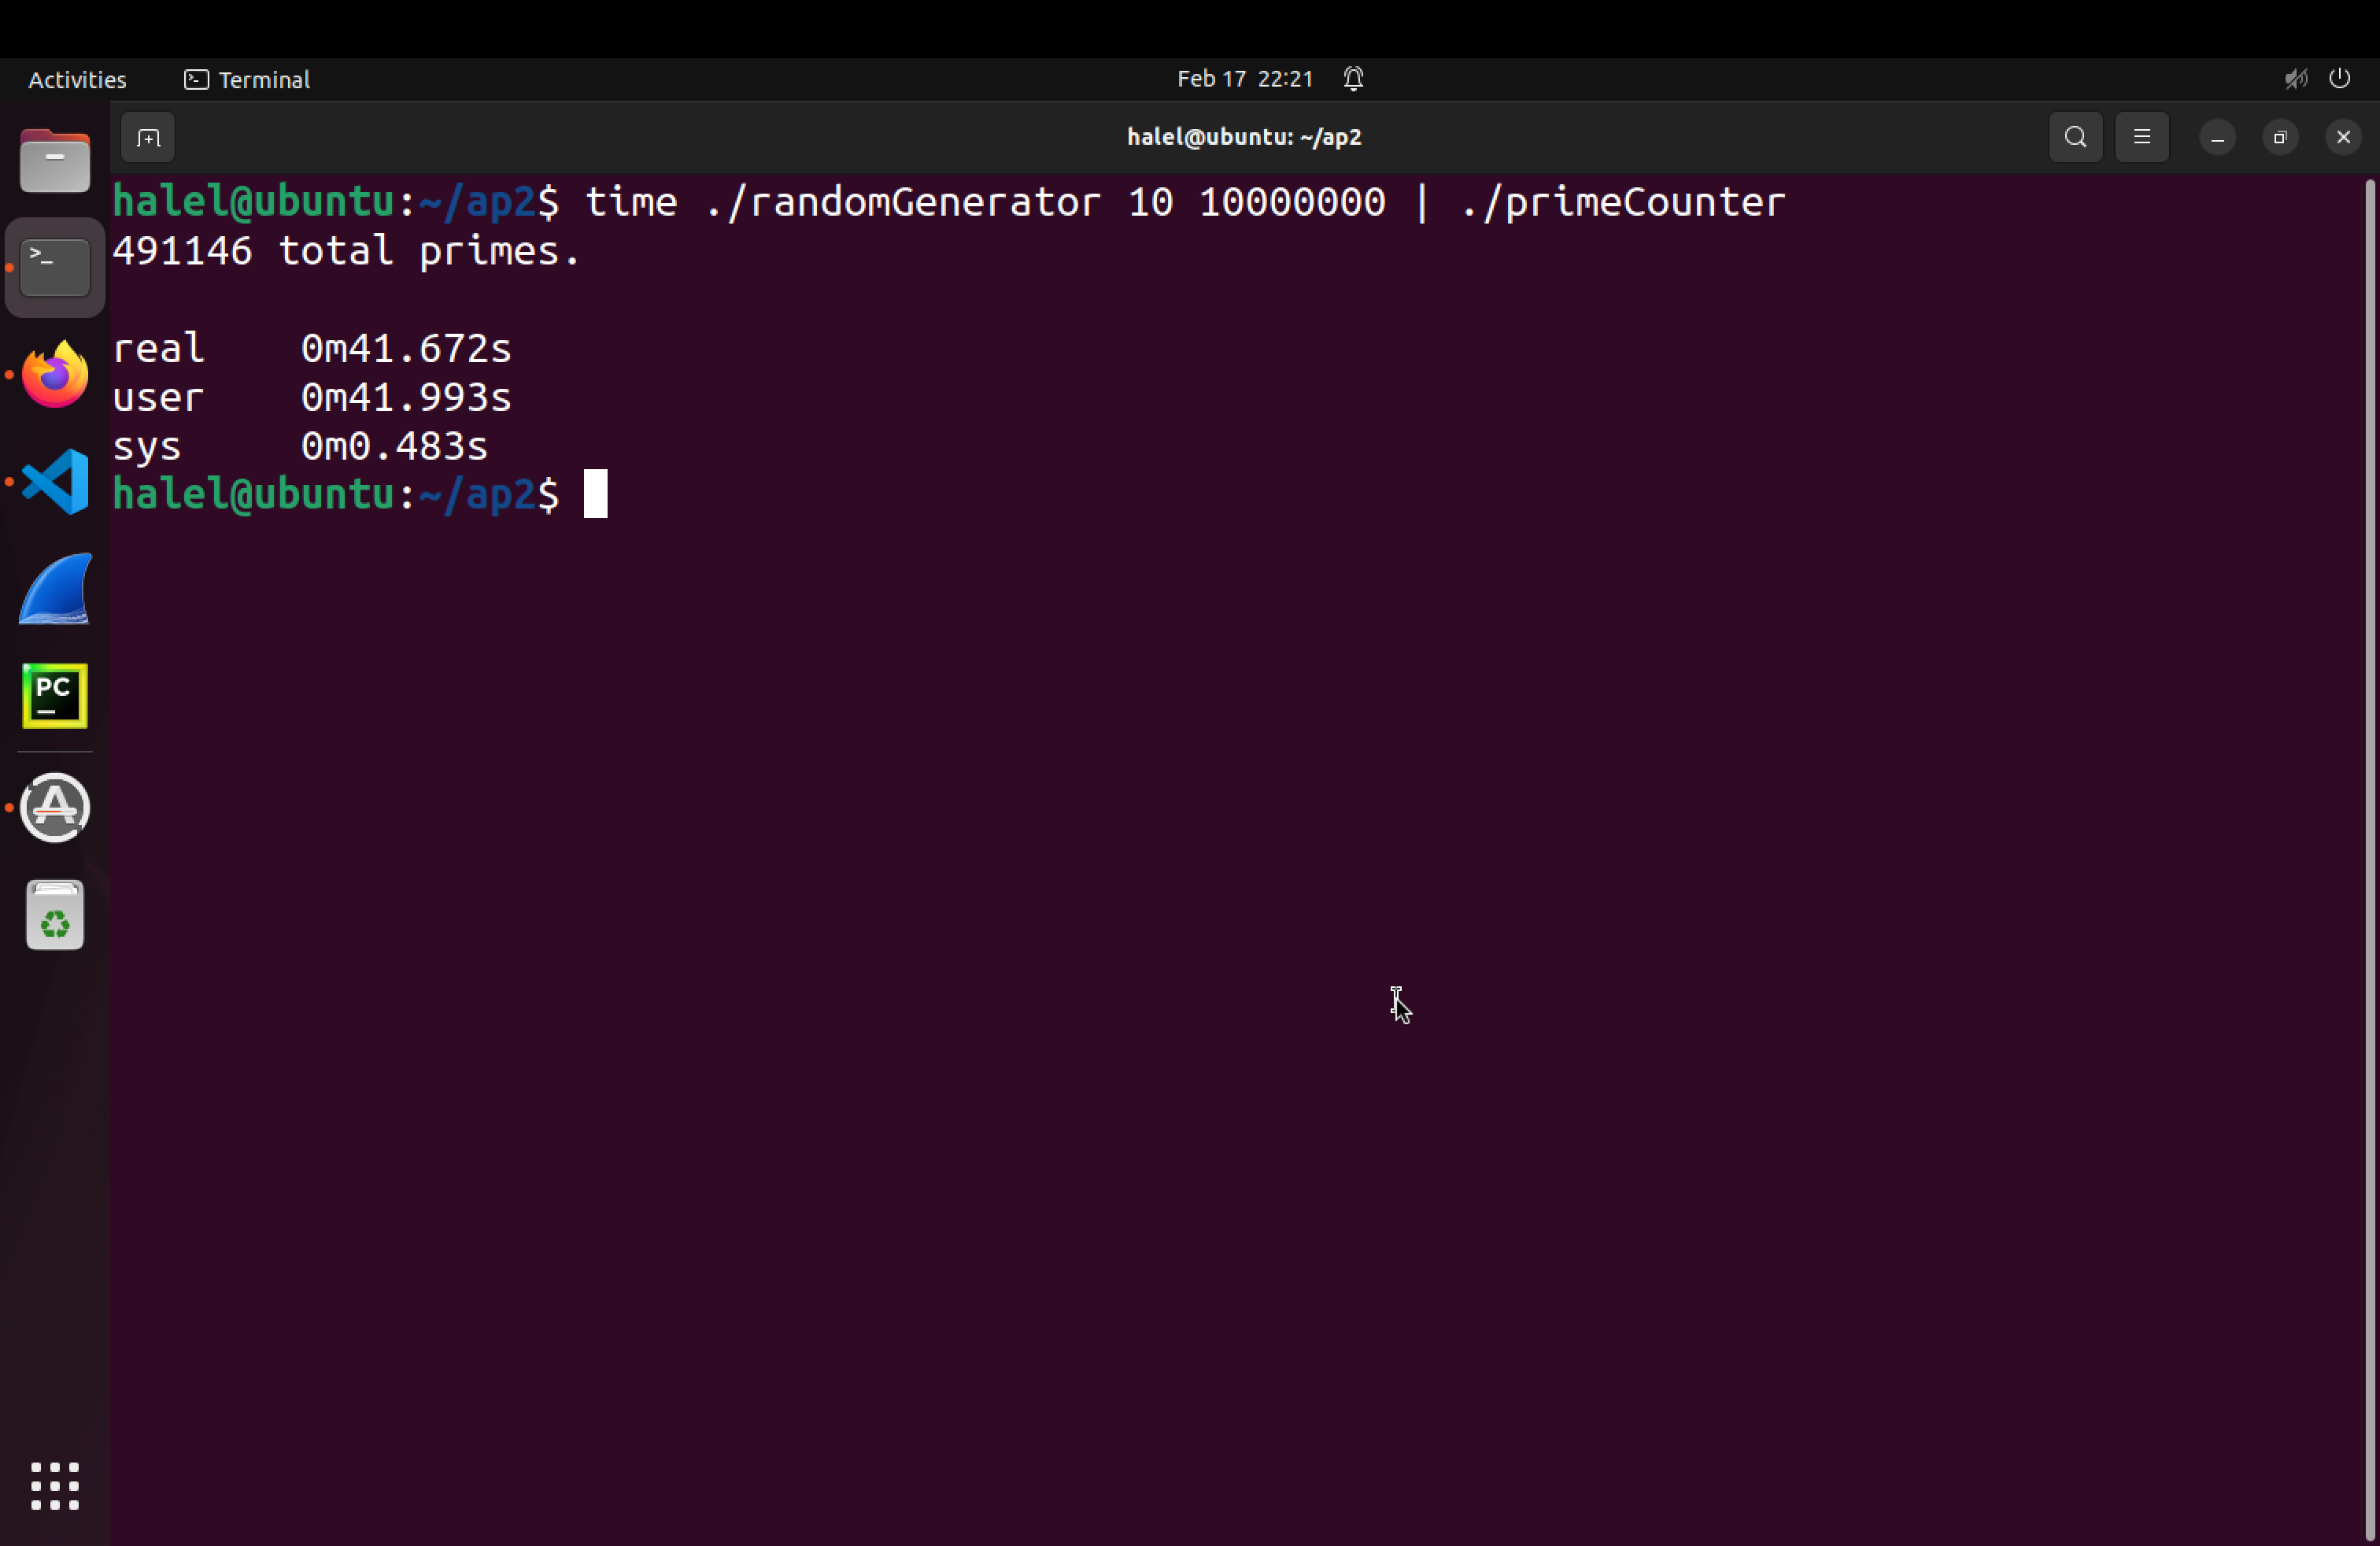 Activities Terminal Feb 17 22:21
halel@ubuntu: ~/ap2
halel@ubuntu:~/ap2$ time ./randomGenerator 10 10000000 | ./primeCounter
491146 total primes.
real 0m41.672s
user 0m41.993s
sys 0m0.483s
halel@ubuntu:~/ap2$
>_
PC